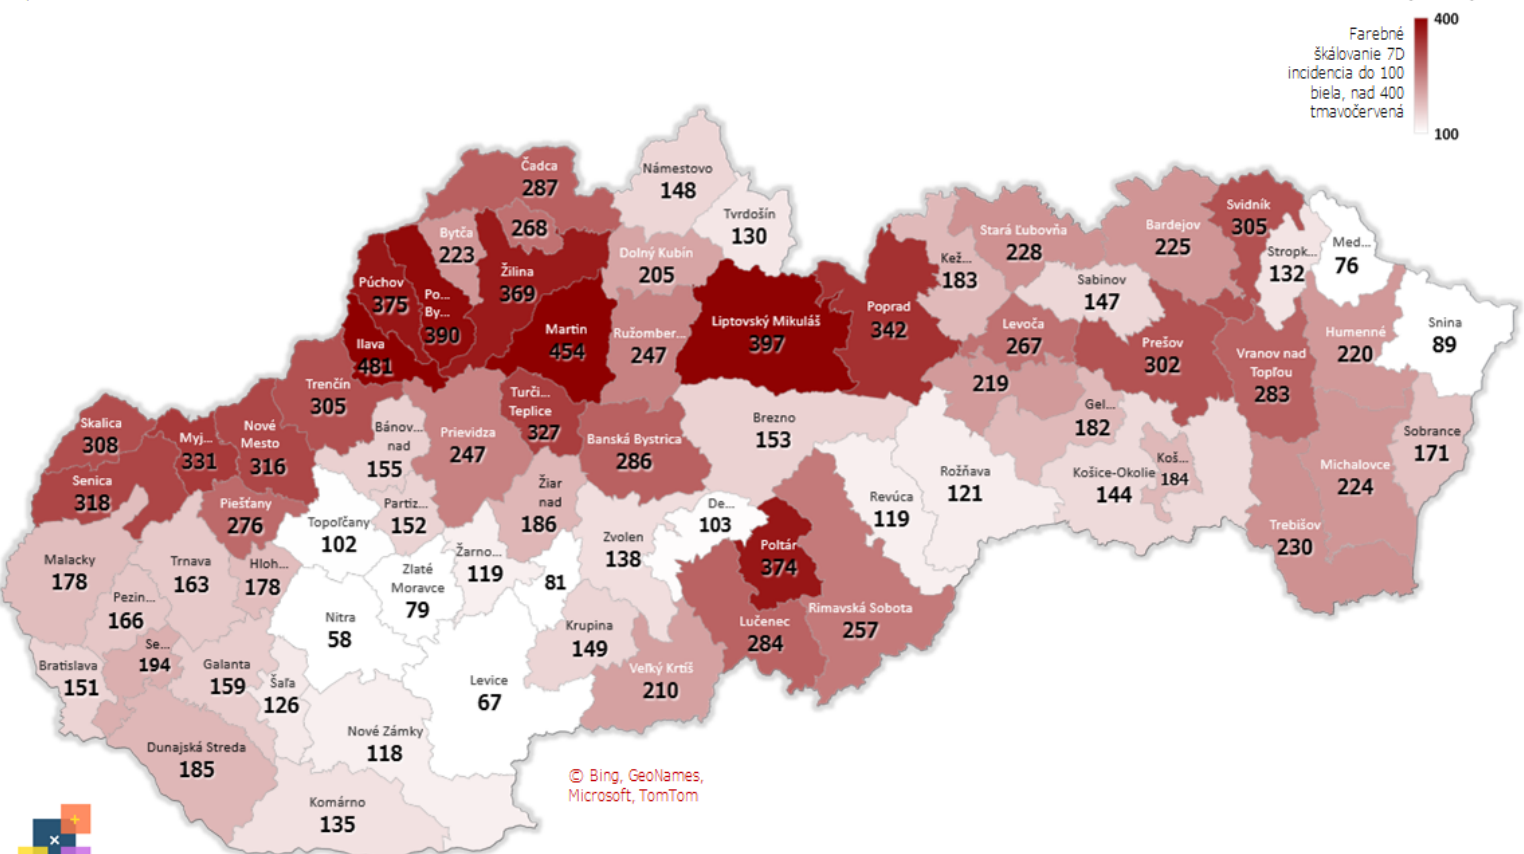 400
Farebné
škálovanie 7D
incidencia do 100
biela, nad 400
tmavočervená
100
Čadca
287
Námestovo
148
Tvrdošín
130
Bytča
223
268
Dolný Kubín
205
Žilina
369
Púchov
375
Po...
By...
390
Ilava
481
Martin
454
Ružomber...
247
Liptovský Mikuláš
397
Poprad
342
Kež...
183
Stará Ľubovňa
228
Bardejov
225
Svidník
305
Stropk...
132
Med...
76
Sabinov
147
Levoča
267
Prešov
302
Vranov nad
Topľou
283
Humenné
220
Snina
89
Trenčín
305
Turči...
Teplice
327
Prievidza
247
Bánov...
nad
155
Skalica
308
Myj...
331
Nové
Mesto
316
Banská Bystrica
286
Brezno
153
219
Gel...
182
Sobrance
171
Senica
318
Piešťany
276
Partiz...
152
Žiar
nad
186
De...
103
Revúca
119
Rožňava
121
Košice-Okolie
144
Koš...
184
Michalovce
224
Trebišov
230
Topoľčany
102
Zvolen
138
Poltár
374
Malacky
178
Trnava
163
Hloh...
178
Zlaté
Moravce
79
Žarno...
119
81
Pezin...
166
Nitra
58
Krupina
149
Lučenec
284
Rimavská Sobota
257
Bratislava
151
Se...
194
Galanta
159
Šaľa
126
Levice
67
Veľký Krtíš
210
Dunajská Streda
185
Nové Zámky
118
Komárno
135
© Bing, GeoNames,
Microsoft, TomTom